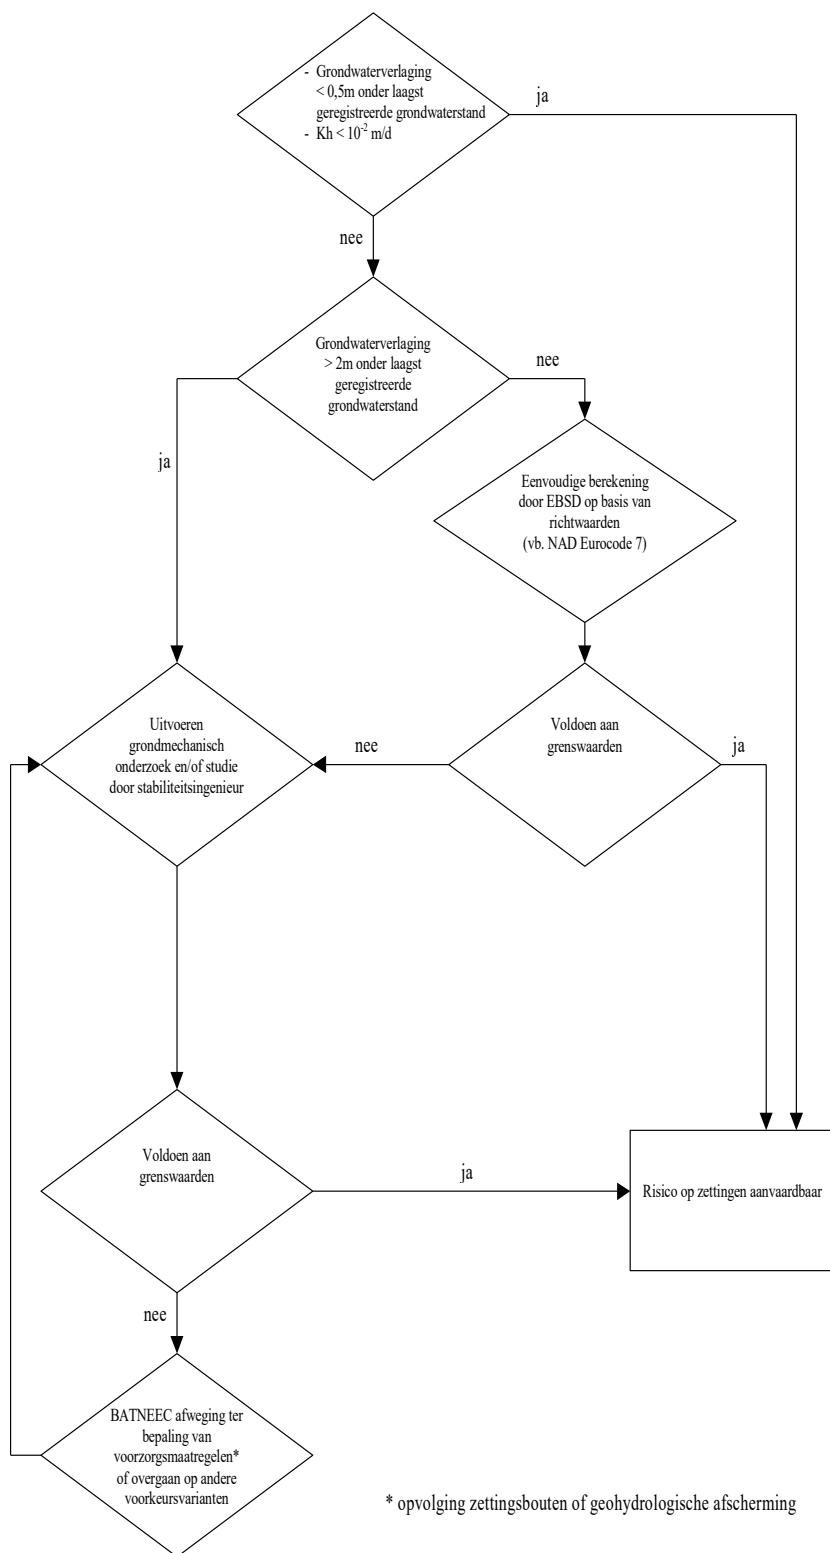 - Grondwaterverlaging
< 0,5m onder laagst
geregistreerde grondwaterstand
- Kh < 10⁻² m/d
ja
nee
Grondwaterverlaging
> 2m onder laagst
geregistreerde
grondwaterstand
nee
ja
Eenvoudige berekening
door EBSD op basis van
richtwaarden
(vb. NAD Eurocode 7)
Uitvoeren
grondmechanisch
onderzoek en/of studie
door stabiliteitsingenieur
nee
Voldoen aan
grenswaarden
ja
Voldoen aan
grenswaarden
ja
Risico op zettingen aanvaardbaar
nee
BATNEEC afweging ter
bepaling van
voorzorgsmaatregelen*
of overgaan op andere
voorkeursvarianten
* opvolging zettingsbouten of geohydrologische afscherming